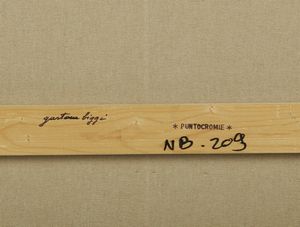 gastone biggi
* PUNTOCROMIE *
NB - 209